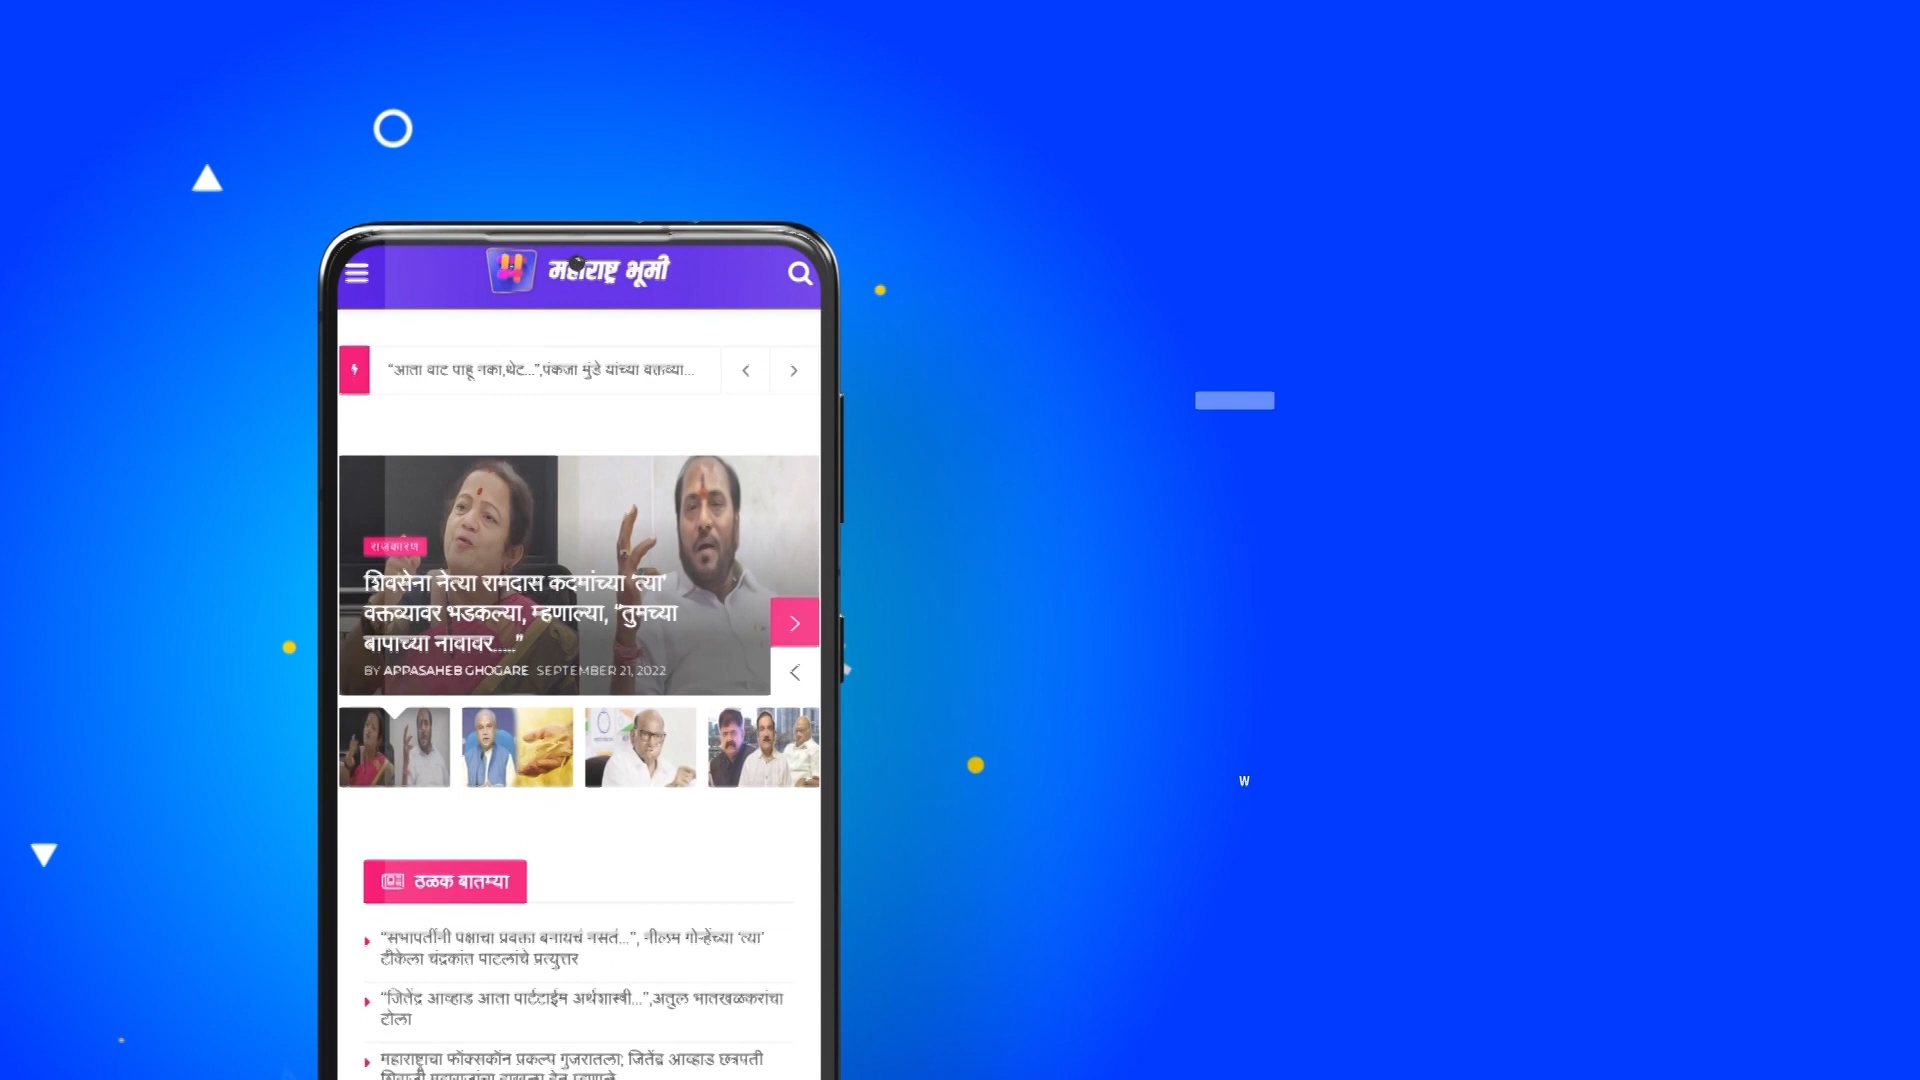 महाराष्ट्र भूमी
“आता वाट पाहू नका,थेट...”,पंकजा मुंडे यांच्या वक्तव्या...
राजकारण
शिवसेना नेत्या रामदास कदमांच्या ‘त्या’
वक्तव्यावर भडकल्या, म्हणाल्या, “तुमच्या
बापाच्या नावावर.....”
BY APPASAHEB GHOGARE SEPTEMBER 21, 2022
ठळक बातम्या
“सभापतींनी पक्षाचा प्रवक्ता बनायचं नसतं...”, नीलम गोऱ्हेंच्या ‘त्या’
टीकेला चंद्रकांत पाटलांचे प्रत्युत्तर
“जितेंद्र आव्हाड आता पार्टटाईम अर्थशास्त्री...”,अतुल भातखळकरांचा
टोला
महाराष्ट्राचा फॉक्सकॉन प्रकल्प गुजरातला; जितेंद्र आव्हाड छत्रपती
W